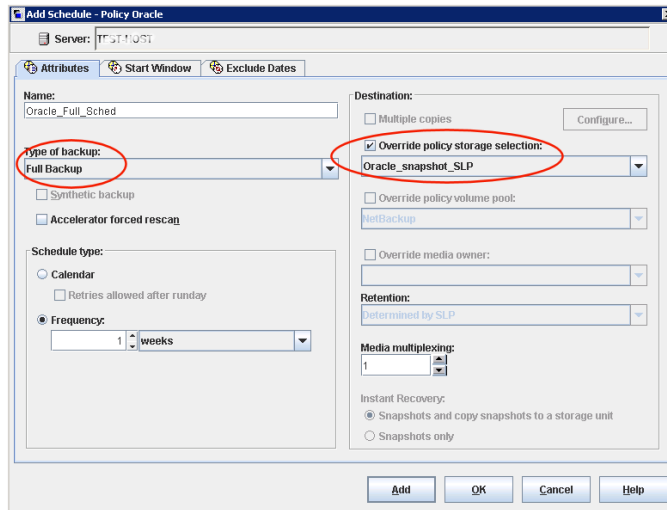 Add Schedule - Policy Oracle
Server: TEST-HOST
Attributes Start Window Exclude Dates
Name:
Oracle_Full_Sched
Type of backup:
Full Backup
Synthetic backup
Accelerator forced rescan
Schedule type:
Calendar
Retries allowed after runday
Frequency:
1 weeks
Destination:
Multiple copies Configure...
Override policy storage selection:
Oracle_snapshot_SLP
Override policy volume pool:
NetBackup
Override media owner:
Retention:
Determined by SLP
Media multiplexing:
1
Instant Recovery:
Snapshots and copy snapshots to a storage unit
Snapshots only
Add OK Cancel Help